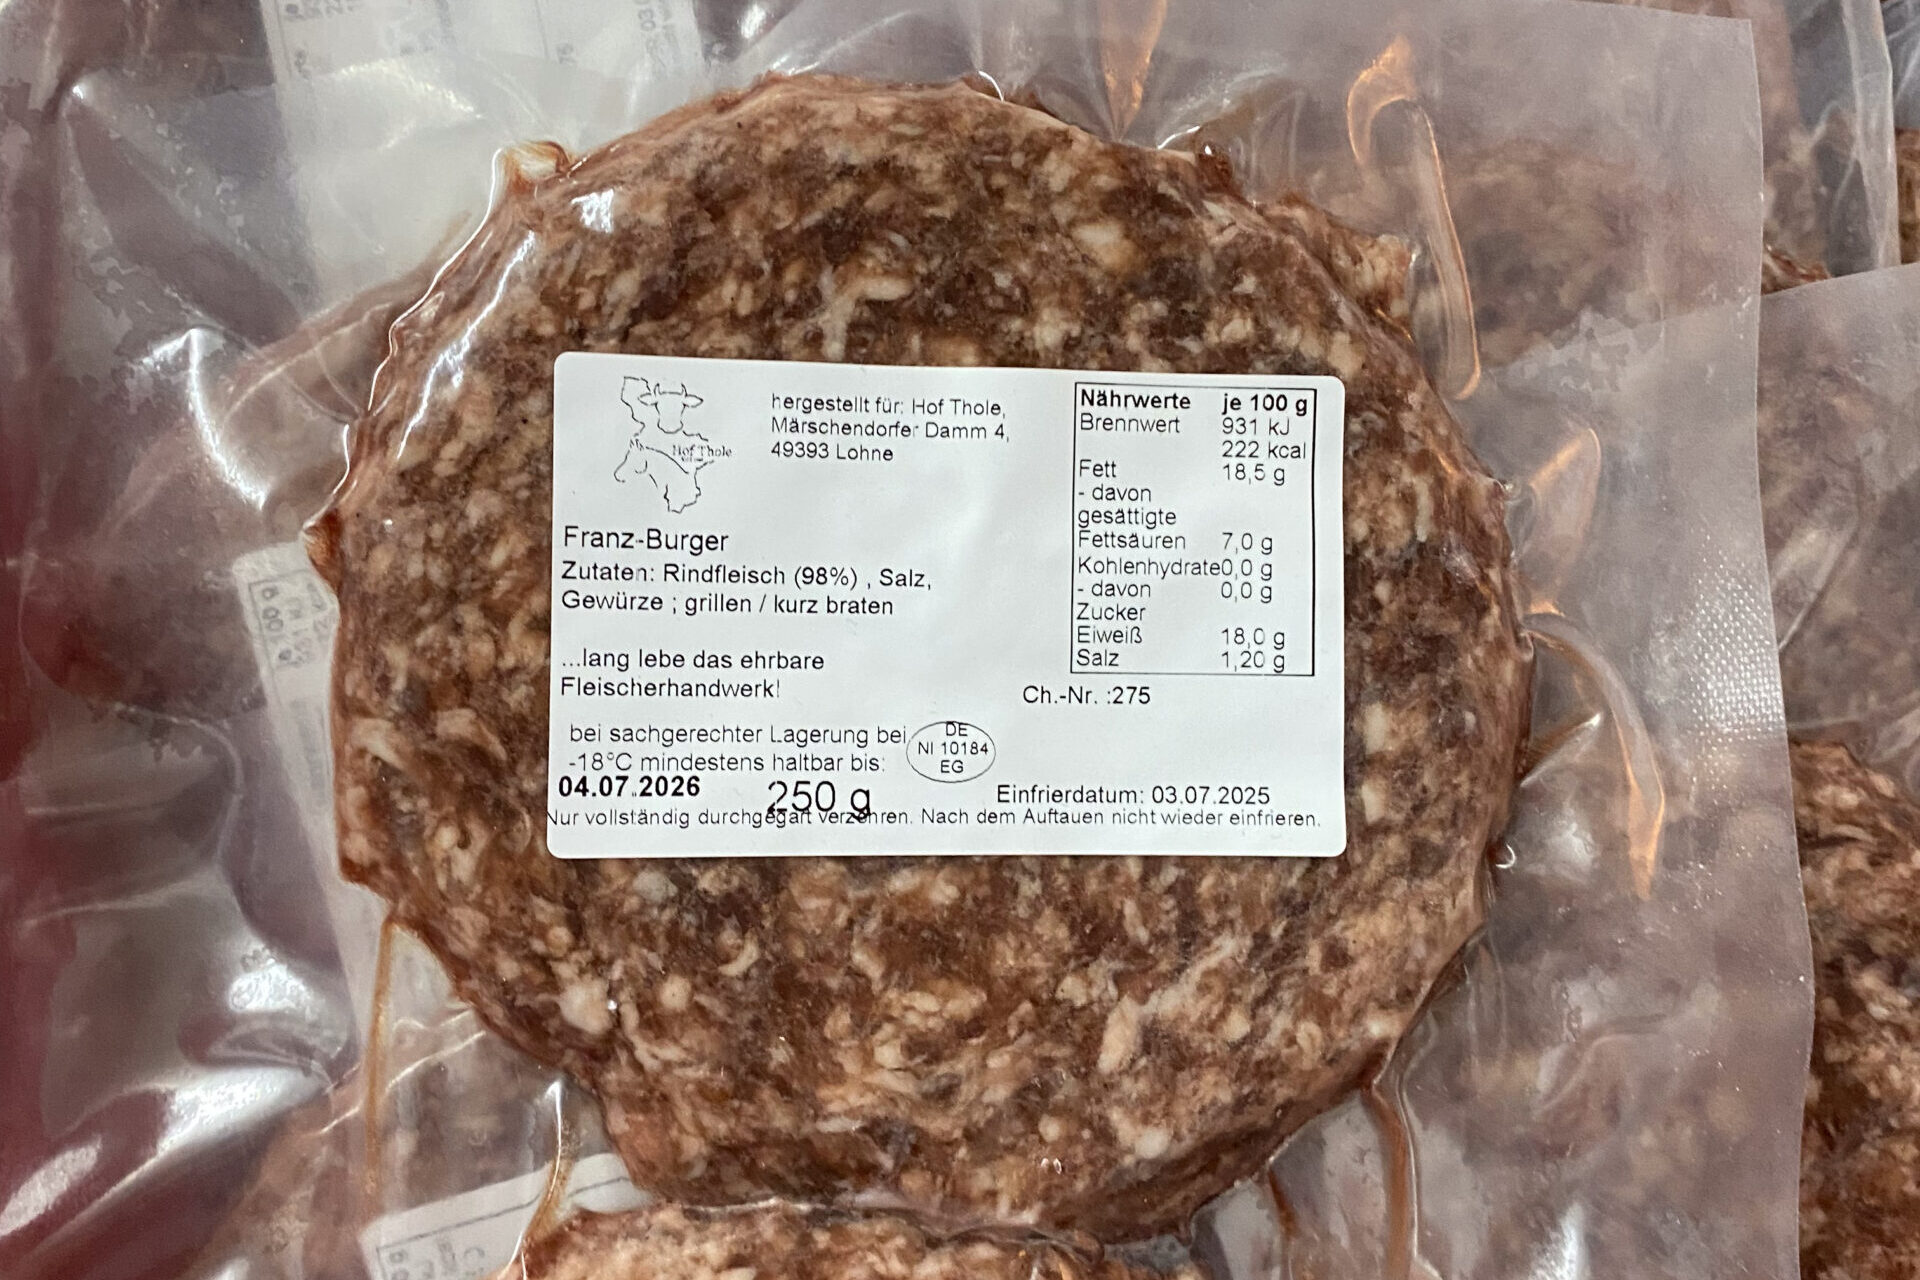 Hof Thole
hergestellt für: Hof Thole,
Märschendorfer Damm 4,
49393 Lohne
Nährwerte je 100 g
Brennwert 931 kJ
222 kcal
Fett 18,5 g
- davon
gesättigte
Fettsäuren 7,0 g
Kohlenhydrate 0,0 g
- davon 0,0 g
Zucker
Eiweiß 18,0 g
Salz 1,20 g
Franz-Burger
Zutaten: Rindfleisch (98%) , Salz,
Gewürze ; grillen / kurz braten
...lang lebe das ehrbare
Fleischerhandwerk!
Ch.-Nr. :275
bei sachgerechter Lagerung bei
-18°C mindestens haltbar bis:
DE
NI 10184
EG
04.07.2026
250 g
Einfrierdatum: 03.07.2025
Nur vollständig durchgegart verzehren. Nach dem Auftauen nicht wieder einfrieren.